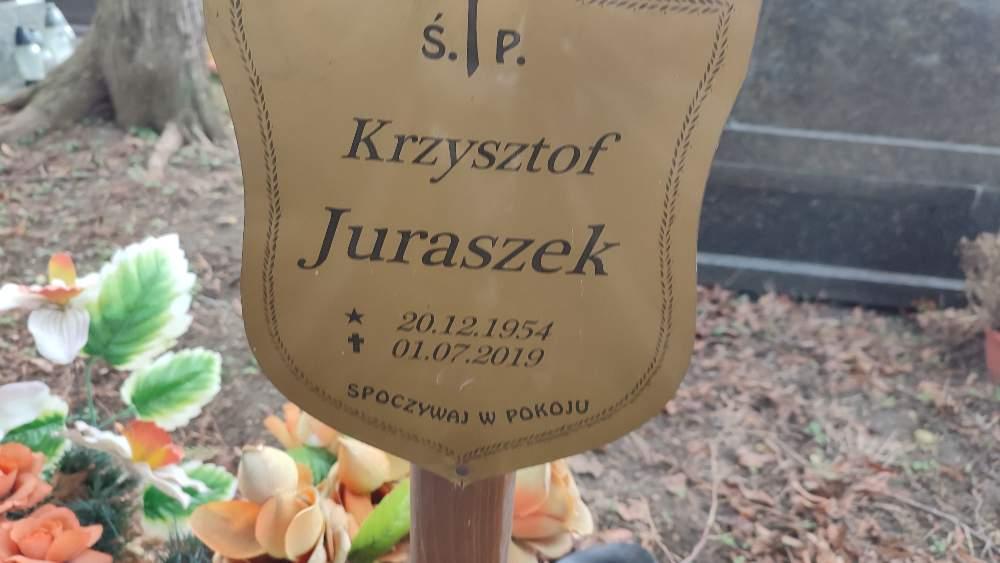 Ś. P.
Krzysztof
Juraszek
★ 20.12.1954
✝ 01.07.2019
SPOCZYWAJ W POKOJU